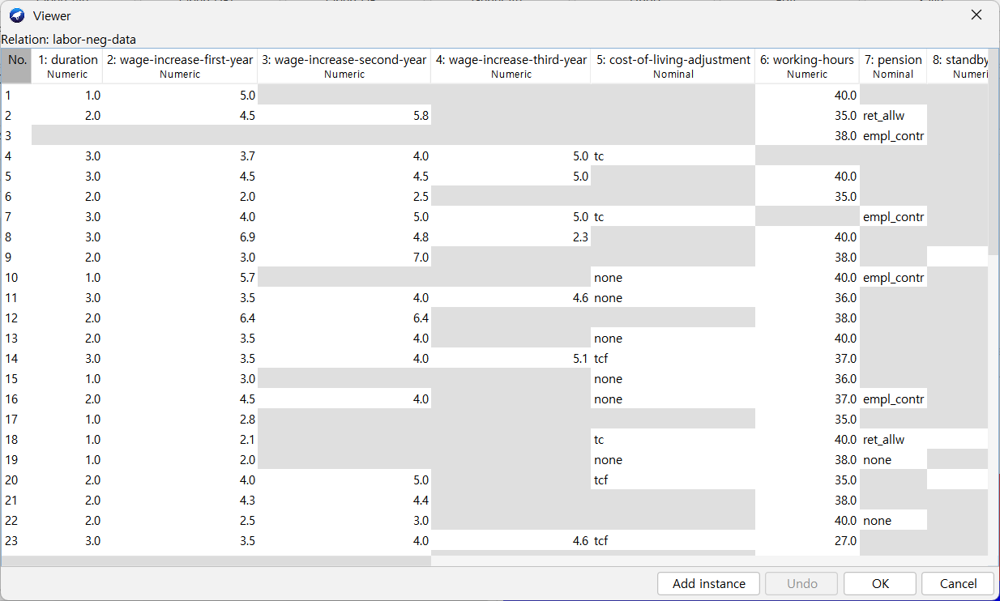 Viewer
Relation: labor-neg-data
No. 1: duration 2: wage-increase-first-year 3: wage-increase-second-year 4: wage-increase-third-year 5: cost-of-living-adjustment 6: working-hours 7: pension 8: standby
Numeric Numeric Numeric Numeric Nominal Numeric Nominal Numeri
1 1.0 5.0 40.0
2 2.0 4.5 5.8 35.0 ret_allw
3 38.0 empl_contr
4 3.0 3.7 4.0 5.0 tc
5 3.0 4.5 4.5 5.0 40.0
6 2.0 2.0 2.5 35.0
7 3.0 4.0 5.0 5.0 tc empl_contr
8 3.0 6.9 4.8 2.3 40.0
9 2.0 3.0 7.0 38.0
10 1.0 5.7 none 40.0 empl_contr
11 3.0 3.5 4.0 4.6 none 36.0
12 2.0 6.4 6.4 38.0
13 2.0 3.5 4.0 none 40.0
14 3.0 3.5 4.0 5.1 tcf 37.0
15 1.0 3.0 none 36.0
16 2.0 4.5 4.0 none 37.0 empl_contr
17 1.0 2.8 35.0
18 1.0 2.1 tc 40.0 ret_allw
19 1.0 2.0 none 38.0 none
20 2.0 4.0 5.0 tcf 35.0
21 2.0 4.3 4.4 38.0
22 2.0 2.5 3.0 40.0 none
23 3.0 3.5 4.0 4.6 tcf 27.0
Add instance Undo OK Cancel